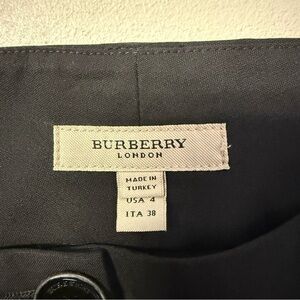 BURBERRY
LONDON
MADE IN
TURKEY
USA 4
ITA 38